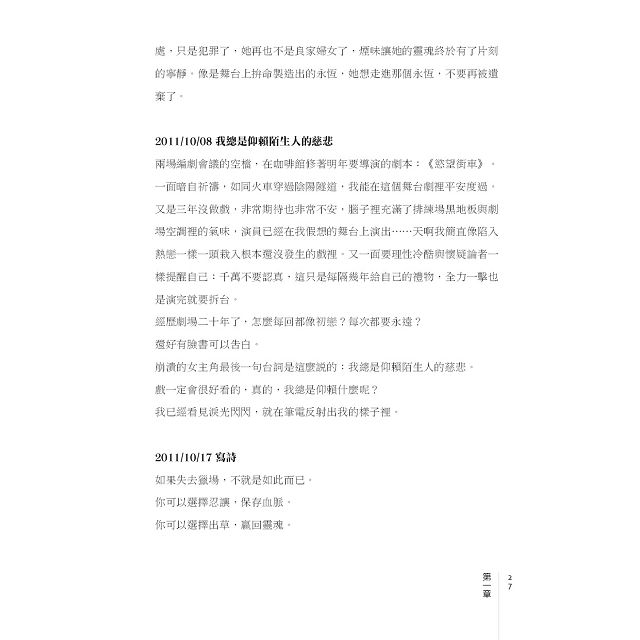 處，只是犯罪了，她再也不是良家婦女了，煙味讓她的靈魂終於有了片刻
的寧靜。像是舞台上拚命製造出的永恆，她想走進那個永恆，不要再被遺
棄了。
2011/10/08 我總是仰賴陌生人的慈悲
兩場編劇會議的空檔，在咖啡館修著明年要導演的劇本：《慾望街車》。
一面暗自祈禱，如同火車穿過陰陽隧道，我能在這個舞台劇裡平安度過。
又是三年沒做戲，非常期待也非常不安，腦子裡充滿了排練場黑地板與劇
場空調裡的氣味，演員已經在我假想的舞台上演出……天啊我簡直像陷入
熱戀一樣一頭栽入根本還沒發生的戲裡。又一面要理性冷酷與懷疑論者一
樣提醒自己：千萬不要認真，這只是每隔幾年給自己的禮物，全力一擊也
是演完就要拆台。
經歷劇場二十年了，怎麼每回都像初戀？每次都要永遠？
還好有臉書可以告白。
崩潰的女主角最後一句台詞是這麼說的：我總是仰賴陌生人的慈悲。
戲一定會很好看的，真的，我總是仰賴什麼呢？
我已經看見淚光閃閃，就在筆電反射出我的樣子裡。
2011/10/17 寫詩
如果失去獵場，不就是如此而已。
你可以選擇忍讓，保存血脈。
你可以選擇出草，贏回靈魂。
第一章
27